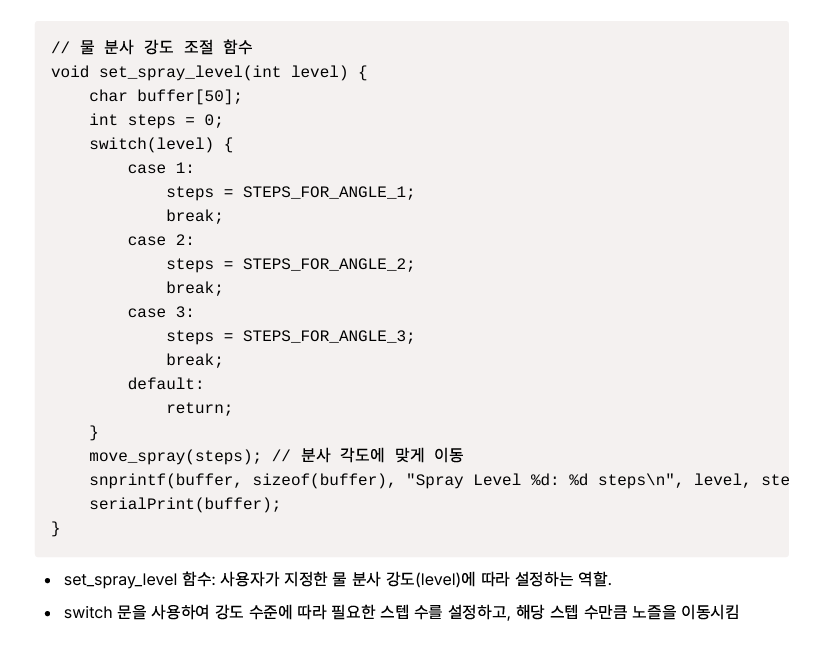 // 물 분사 강도 조절 함수
void set_spray_level(int level) {
    char buffer[50];
    int steps = 0;
    switch(level) {
        case 1:
            steps = STEPS_FOR_ANGLE_1;
            break;
        case 2:
            steps = STEPS_FOR_ANGLE_2;
            break;
        case 3:
            steps = STEPS_FOR_ANGLE_3;
            break;
        default:
            return;
    }
    move_spray(steps); // 분사 각도에 맞게 이동
    snprintf(buffer, sizeof(buffer), "Spray Level %d: %d steps\n", level, ste
    serialPrint(buffer);
}
• set_spray_level 함수: 사용자가 지정한 물 분사 강도(level)에 따라 설정하는 역할.
• switch 문을 사용하여 강도 수준에 따라 필요한 스텝 수를 설정하고, 해당 스텝 수만큼 노즐을 이동시킴